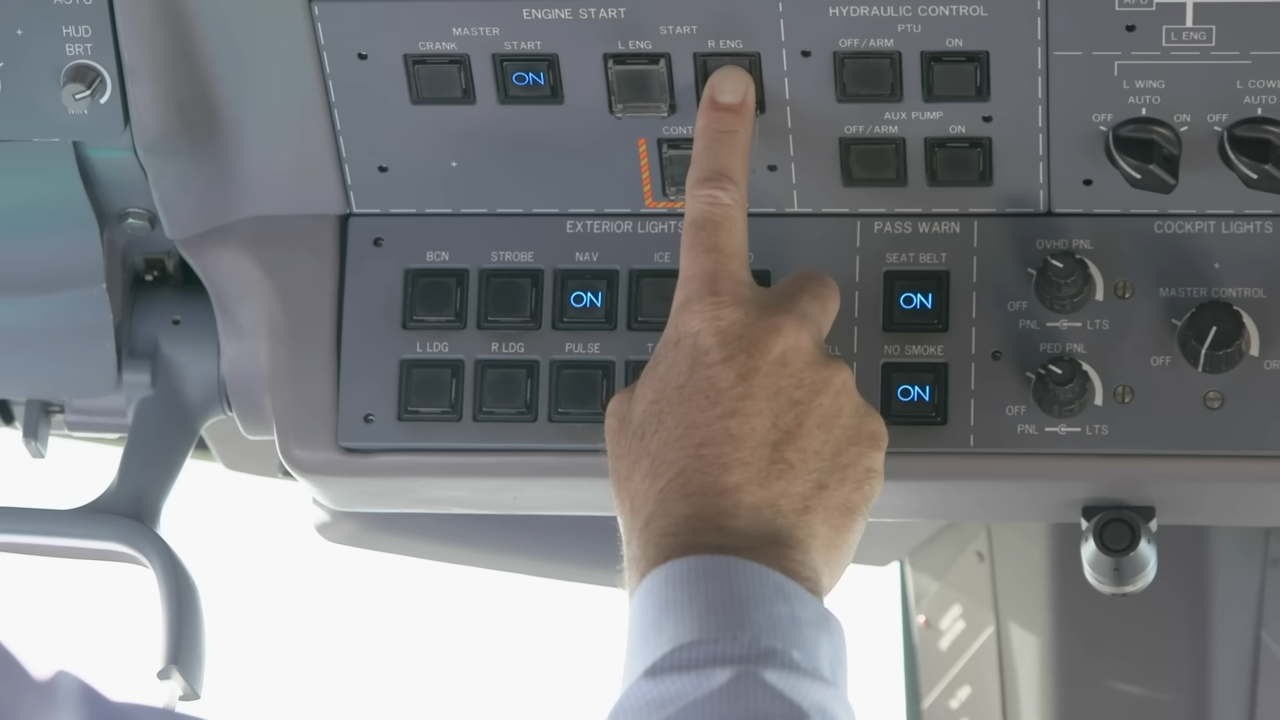 HUD
BRT
MIN
ENGINE START
MASTER
START
CRANK
START
L ENG
R ENG
ON
CONT
HYDRAULIC CONTROL
PTU
OFF/ARM
ON
AUX PUMP
OFF/ARM
ON
L ENG
L WING
AUTO
OFF
ON
L COWL
AUTO
OFF
EXTERIOR LIGHTS
BCN
STROBE
NAV
ICE
ON
L LDG
R LDG
PULSE
PASS WARN
SEAT BELT
ON
NO SMOKE
ON
COCKPIT LIGHTS
OVHD PNL
OFF
PNL
LTS
PED PNL
OFF
PNL
LTS
MASTER CONTROL
OFF